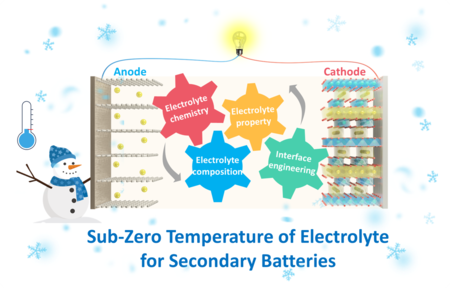 Anode
Cathode
Electrolyte
chemistry
Electrolyte
property
Electrolyte
composition
Interface
engineering
Sub-Zero Temperature of Electrolyte
for Secondary Batteries